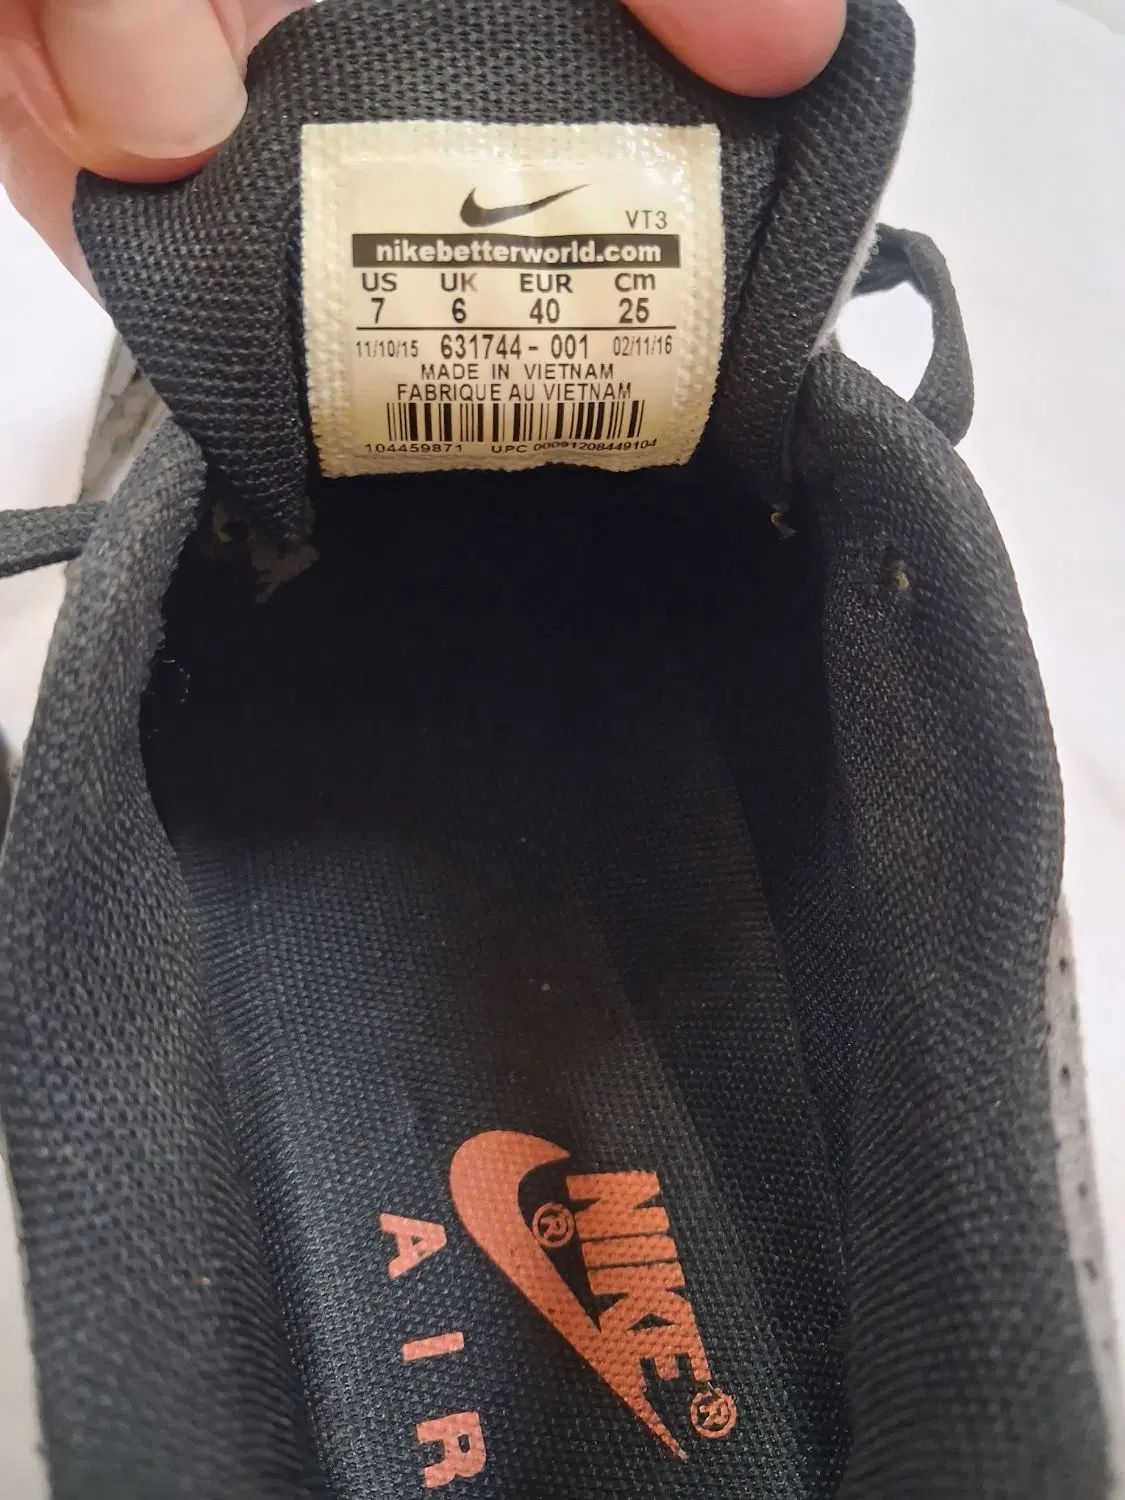 VT3
nikebetterworld.com
US UK EUR Cm
7 6 40 25
11/10/15 631744 - 001 02/11/16
MADE IN VIETNAM
FABRIQUE AU VIETNAM
104459871 UPC 00091208449104
NIKE®
®
AIR